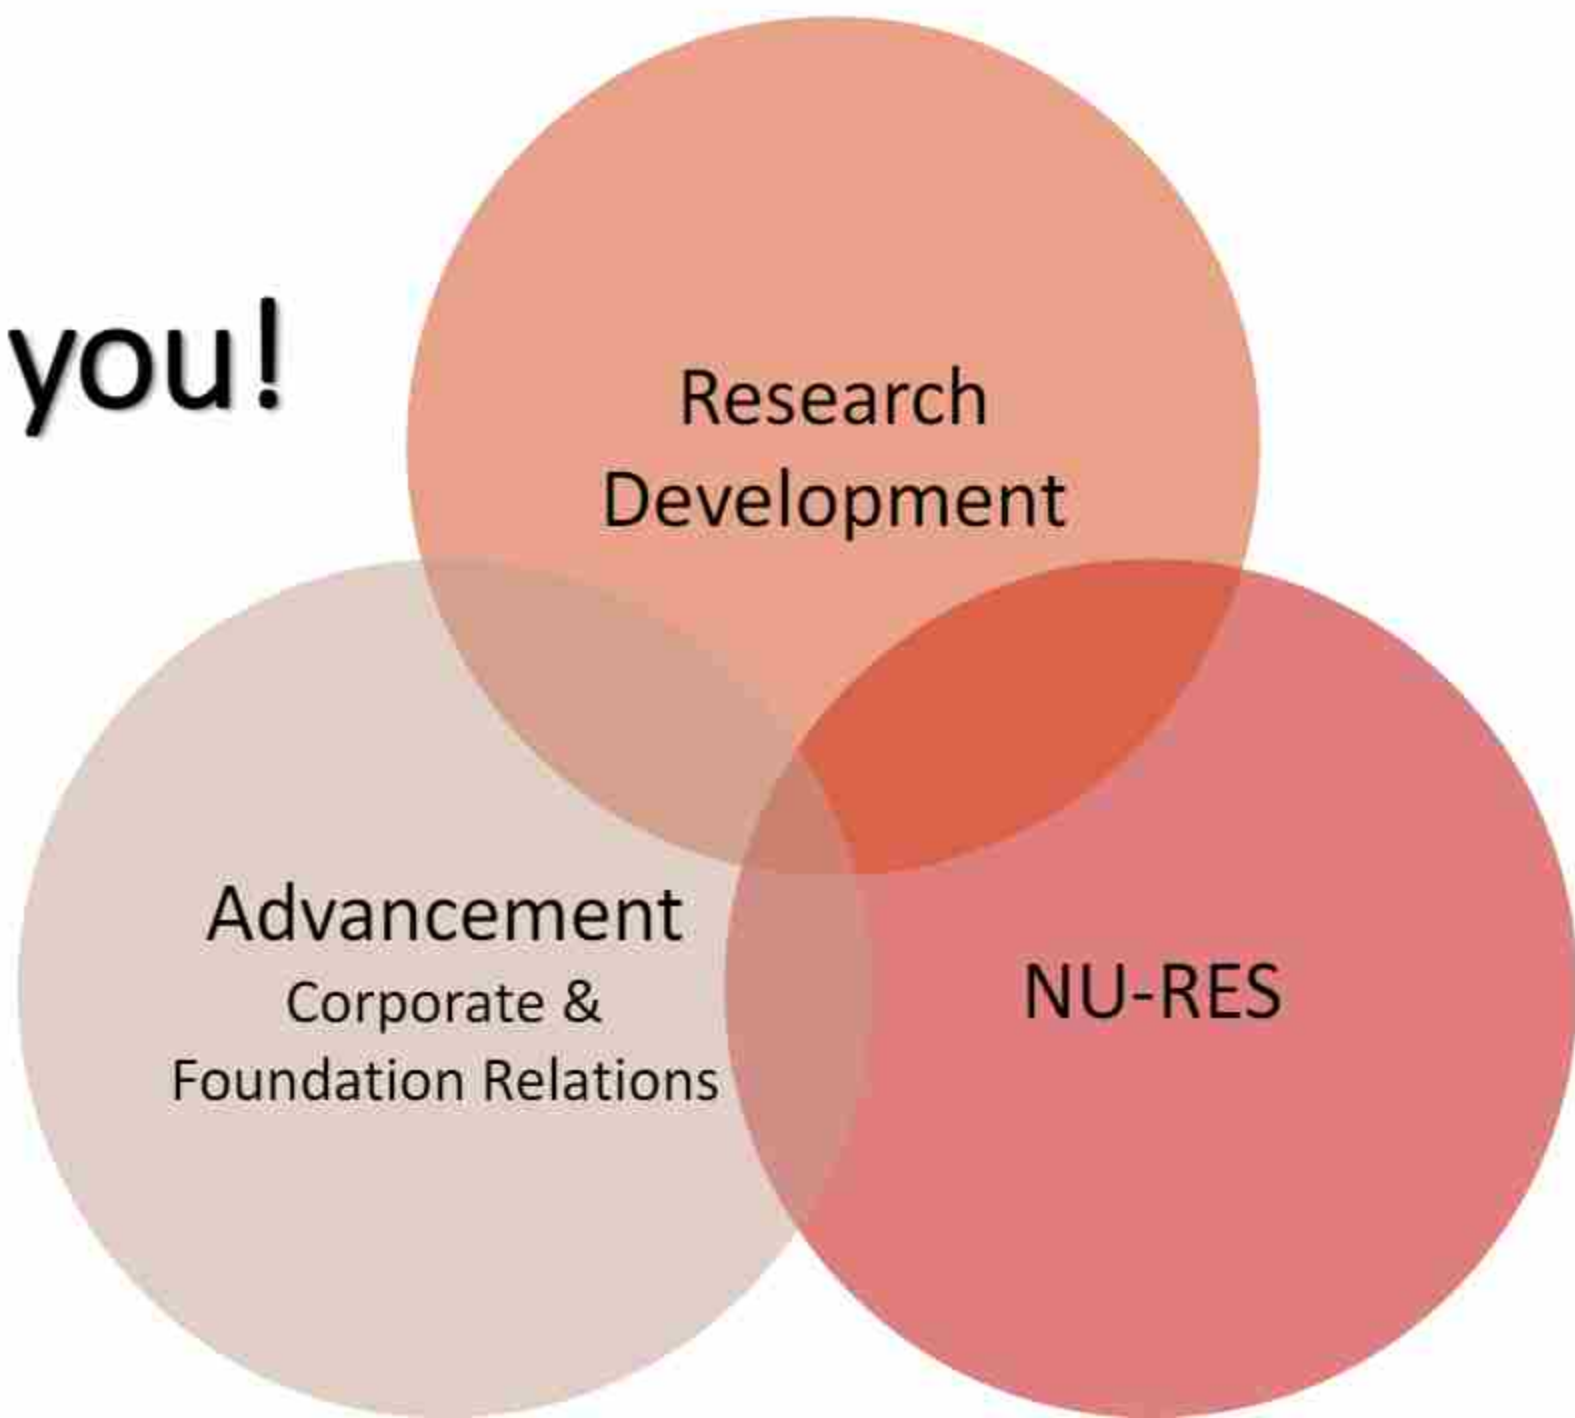 you!
Research
Development
Advancement
Corporate &
Foundation Relations
NU-RES